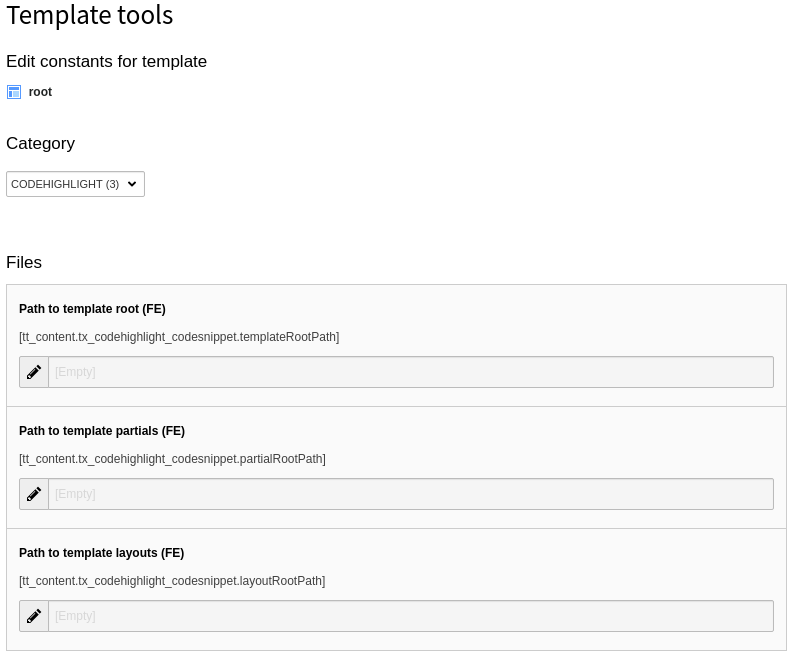 Template tools
Edit constants for template
root
Category
CODEHIGHLIGHT (3)
Files
Path to template root (FE)
[tt_content.tx_codehighlight_codesnippet.templateRootPath]
[Empty]
Path to template partials (FE)
[tt_content.tx_codehighlight_codesnippet.partialRootPath]
[Empty]
Path to template layouts (FE)
[tt_content.tx_codehighlight_codesnippet.layoutRootPath]
[Empty]